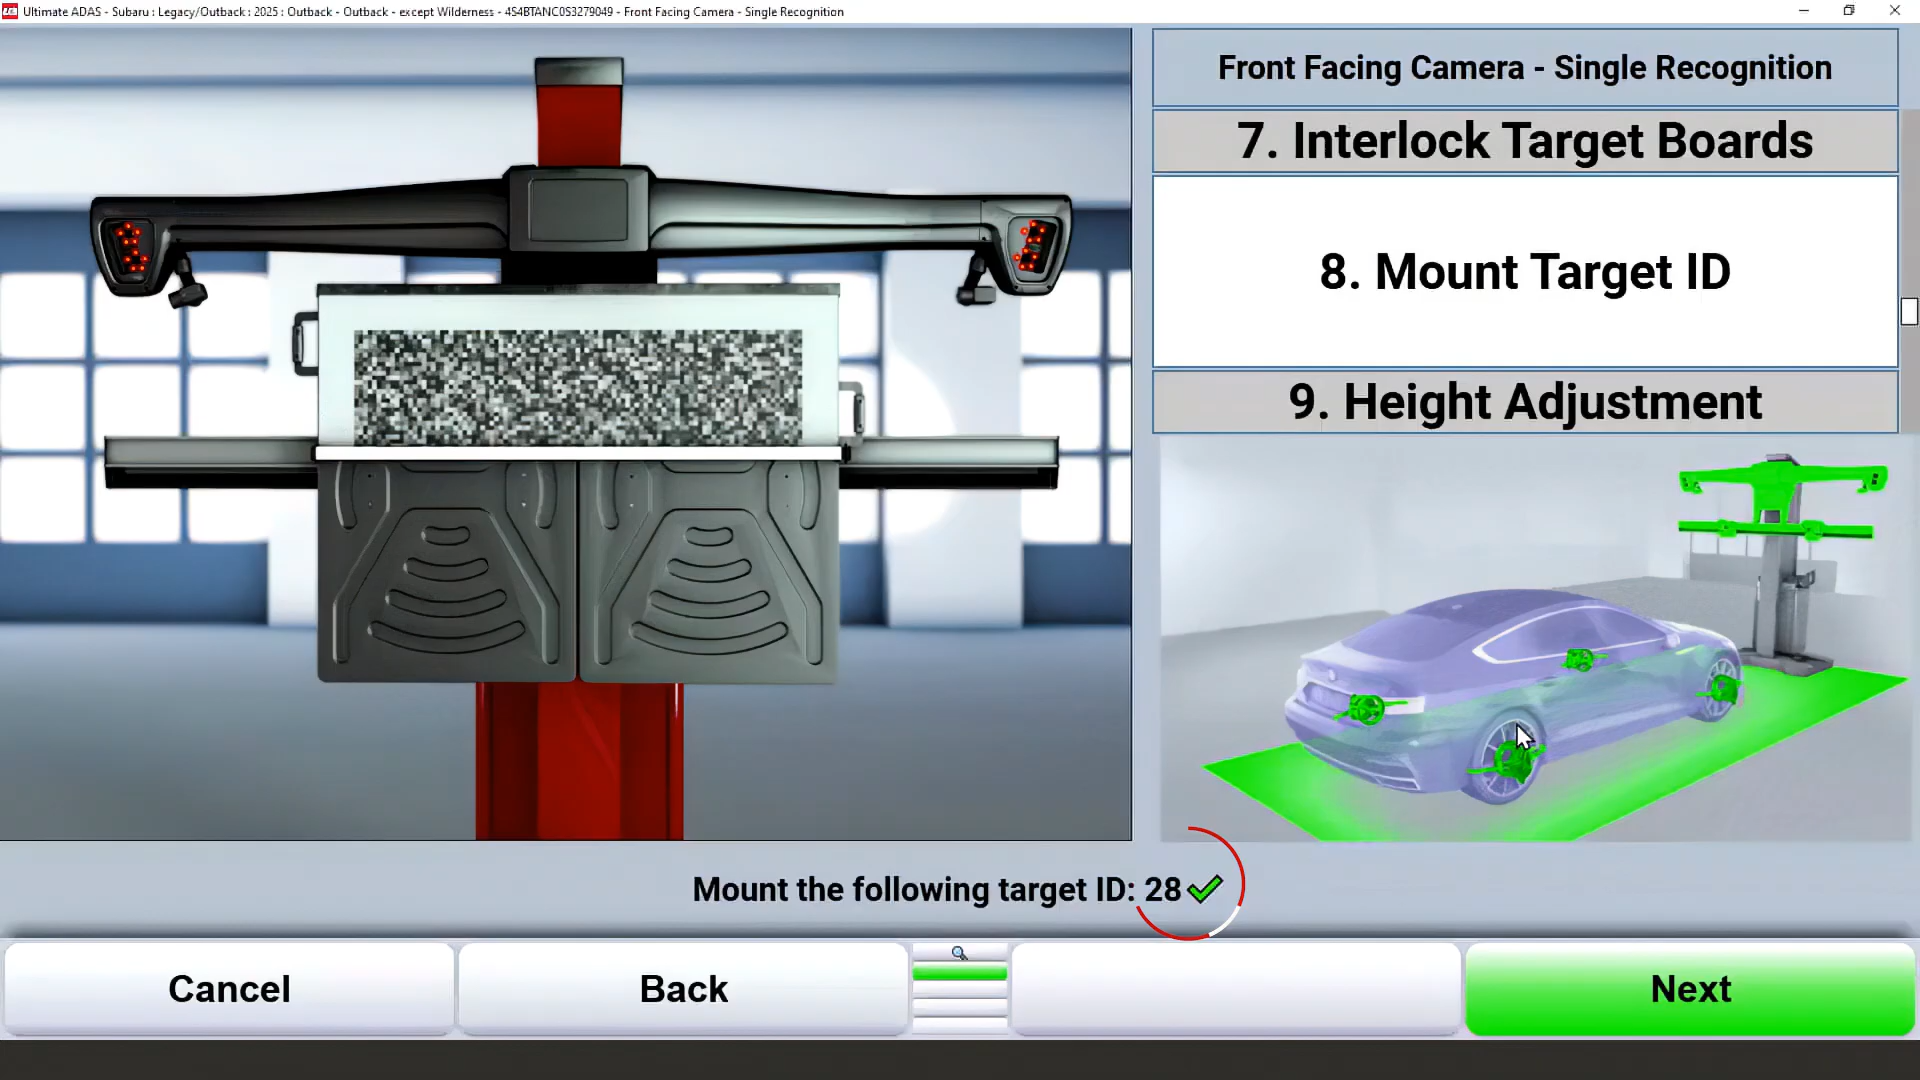 Ultimate ADAS - Subaru : Legacy/Outback : 2025 : Outback - Outback - except Wilderness - 4S4BTANC0S3279049 - Front Facing Camera - Single Recognition
Front Facing Camera - Single Recognition
7. Interlock Target Boards
8. Mount Target ID
9. Height Adjustment
Mount the following target ID: 28
Cancel
Back
Next